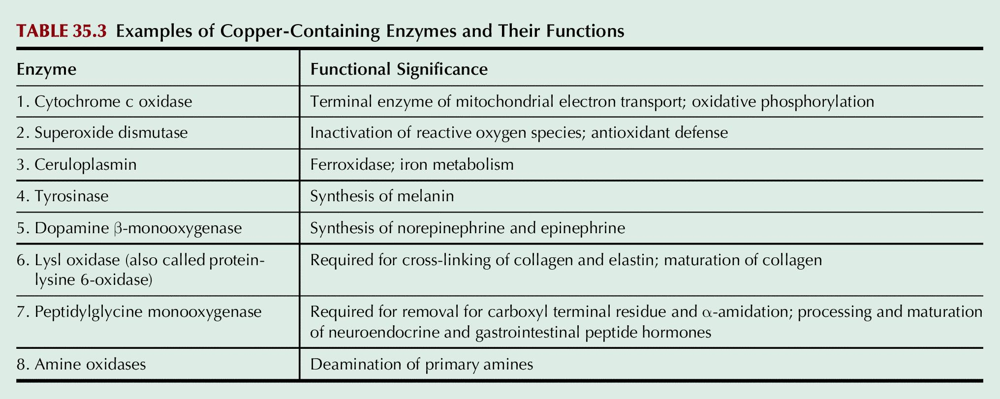 TABLE 35.3 Examples of Copper-Containing Enzymes and Their Functions
Enzyme Functional Significance
1. Cytochrome c oxidase Terminal enzyme of mitochondrial electron transport; oxidative phosphorylation
2. Superoxide dismutase Inactivation of reactive oxygen species; antioxidant defense
3. Ceruloplasmin Ferroxidase; iron metabolism
4. Tyrosinase Synthesis of melanin
5. Dopamine β-monooxygenase Synthesis of norepinephrine and epinephrine
6. Lysl oxidase (also called protein- Required for cross-linking of collagen and elastin; maturation of collagen
lysine 6-oxidase)
7. Peptidylglycine monooxygenase Required for removal for carboxyl terminal residue and α-amidation; processing and maturation
of neuroendocrine and gastrointestinal peptide hormones
8. Amine oxidases Deamination of primary amines